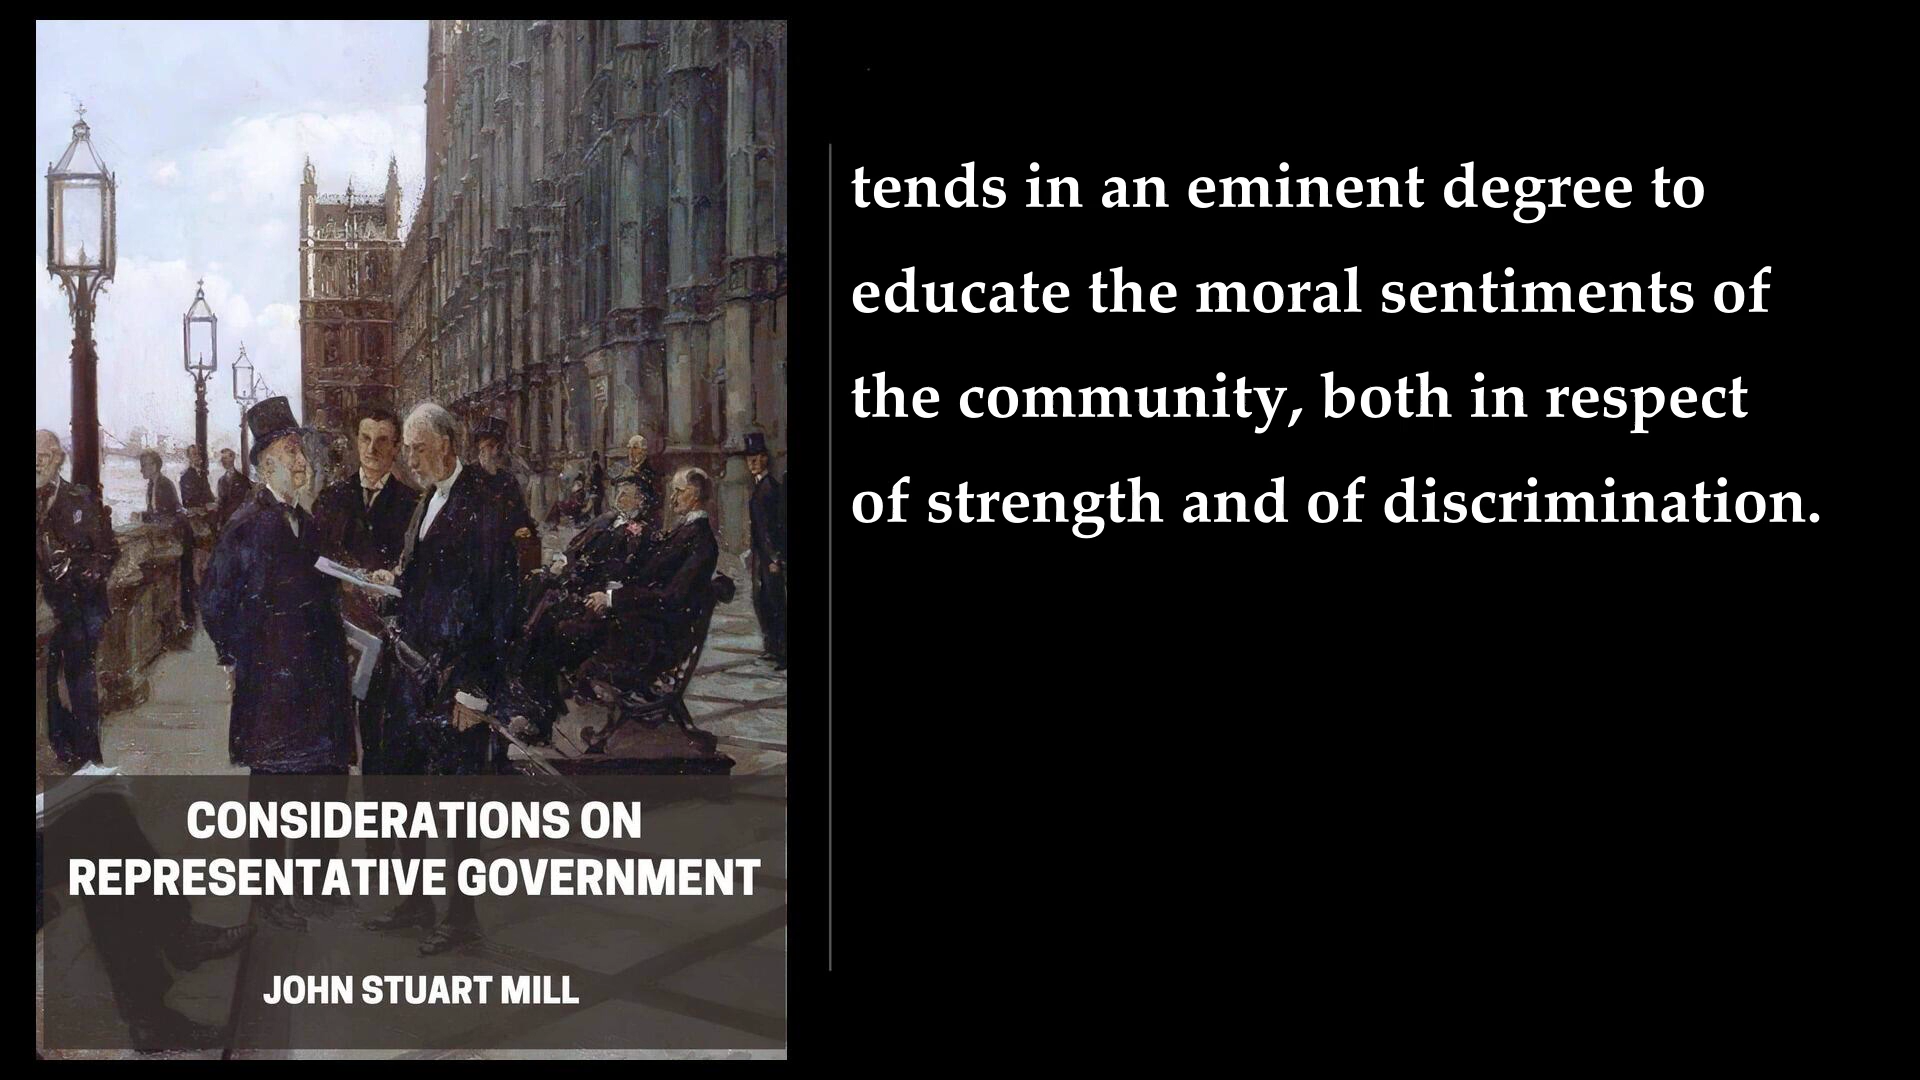 tends in an eminent degree to
educate the moral sentiments of
the community, both in respect
of strength and of discrimination.
CONSIDERATIONS ON
REPRESENTATIVE GOVERNMENT
JOHN STUART MILL